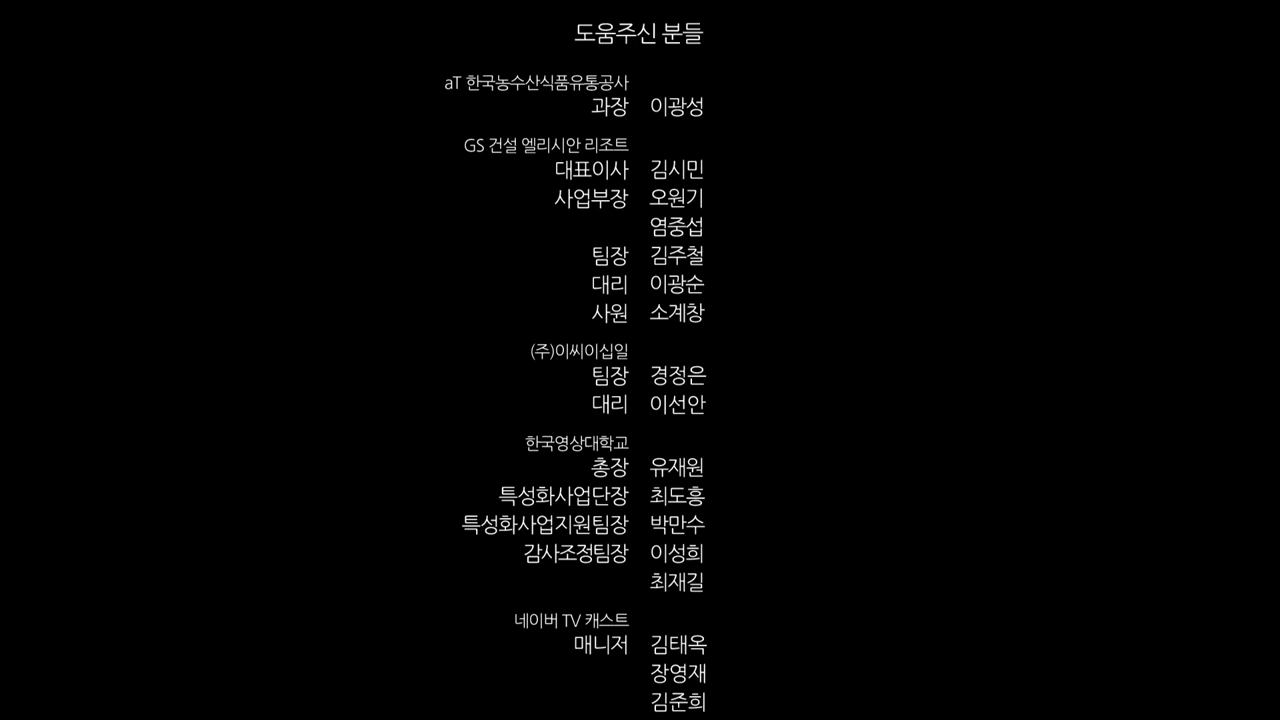 도움주신 분들
aT 한국농수산식품유통공사
과장 이광성
GS 건설 엘리시안 리조트
대표이사 김시민
사업부장 오원기
염중섭
팀장 김주철
대리 이광순
사원 소계창
(주)이씨이십일
팀장 경정은
대리 이선안
한국영상대학교
총장 유재원
특성화사업단장 최도흥
특성화사업지원팀장 박만수
감사조정팀장 이성희
최재길
네이버 TV 캐스트
매니저 김태옥
장영재
김준희